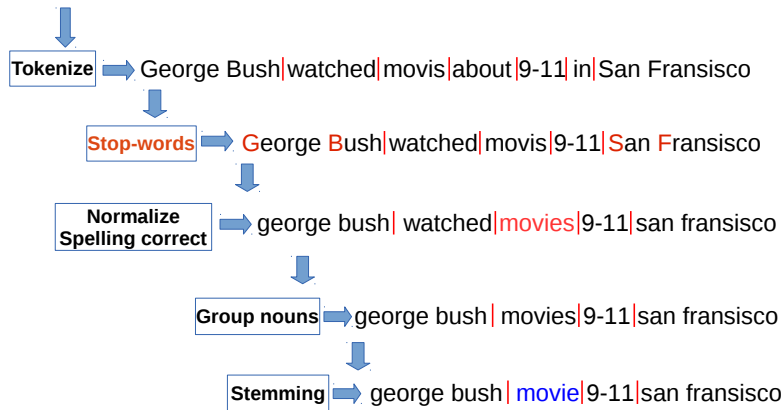 Tokenize George Bush|watched|movis|about|9-11|in|San Fransisco
Stop-words George Bush|watched|movis|9-11|San Fransisco
Normalize
Spelling correct george bush| watched|movies|9-11|san fransisco
Group nouns george bush| movies|9-11|san fransisco
Stemming george bush| movie|9-11|san fransisco